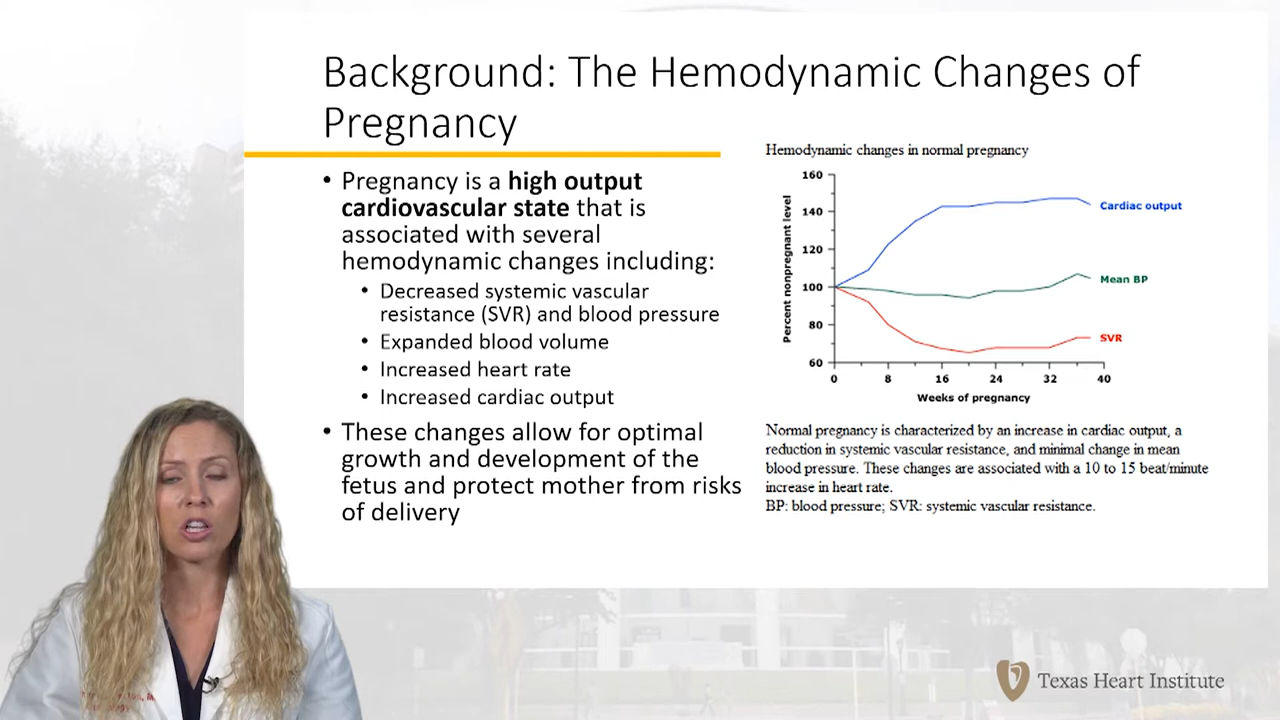 Background: The Hemodynamic Changes of
Pregnancy
• Pregnancy is a high output
cardiovascular state that is
associated with several
hemodynamic changes including:
• Decreased systemic vascular
resistance (SVR) and blood pressure
• Expanded blood volume
• Increased heart rate
• Increased cardiac output
• These changes allow for optimal
growth and development of the
fetus and protect mother from risks
of delivery
Hemodynamic changes in normal pregnancy
Percent nonpregnant level
160
140
120
100
80
60
Cardiac output
Mean BP
SVR
0 8 16 24 32 40
Weeks of pregnancy
Normal pregnancy is characterized by an increase in cardiac output, a
reduction in systemic vascular resistance, and minimal change in mean
blood pressure. These changes are associated with a 10 to 15 beat/minute
increase in heart rate.
BP: blood pressure; SVR: systemic vascular resistance.
Texas Heart Institute